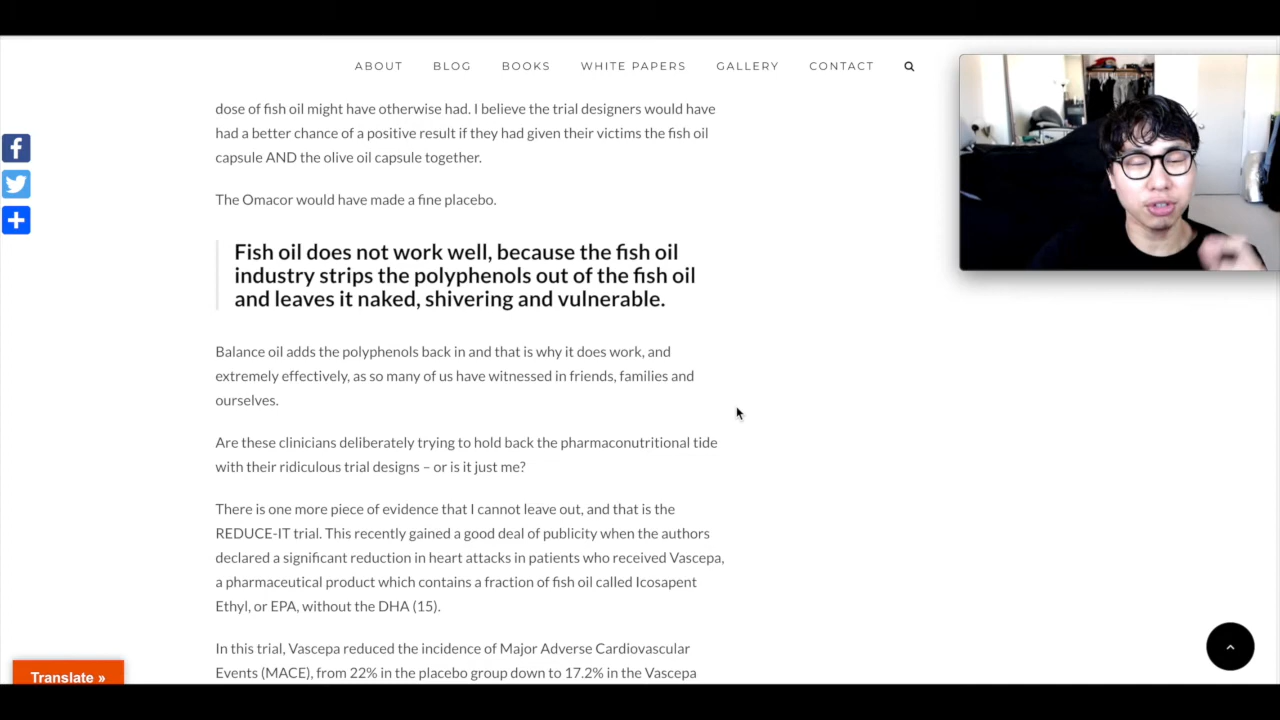 ABOUT BLOG BOOKS WHITE PAPERS GALLERY CONTACT
dose of fish oil might have otherwise had. I believe the trial designers would have
had a better chance of a positive result if they had given their victims the fish oil
capsule AND the olive oil capsule together.
The Omacor would have made a fine placebo.
Fish oil does not work well, because the fish oil
industry strips the polyphenols out of the fish oil
and leaves it naked, shivering and vulnerable.
Balance oil adds the polyphenols back in and that is why it does work, and
extremely effectively, as so many of us have witnessed in friends, families and
ourselves.
Are these clinicians deliberately trying to hold back the pharmaconutritional tide
with their ridiculous trial designs – or is it just me?
There is one more piece of evidence that I cannot leave out, and that is the
REDUCE-IT trial. This recently gained a good deal of publicity when the authors
declared a significant reduction in heart attacks in patients who received Vascepa,
a pharmaceutical product which contains a fraction of fish oil called Icosapent
Ethyl, or EPA, without the DHA (15).
In this trial, Vascepa reduced the incidence of Major Adverse Cardiovascular
Events (MACE), from 22% in the placebo group down to 17.2% in the Vascepa
Translate »